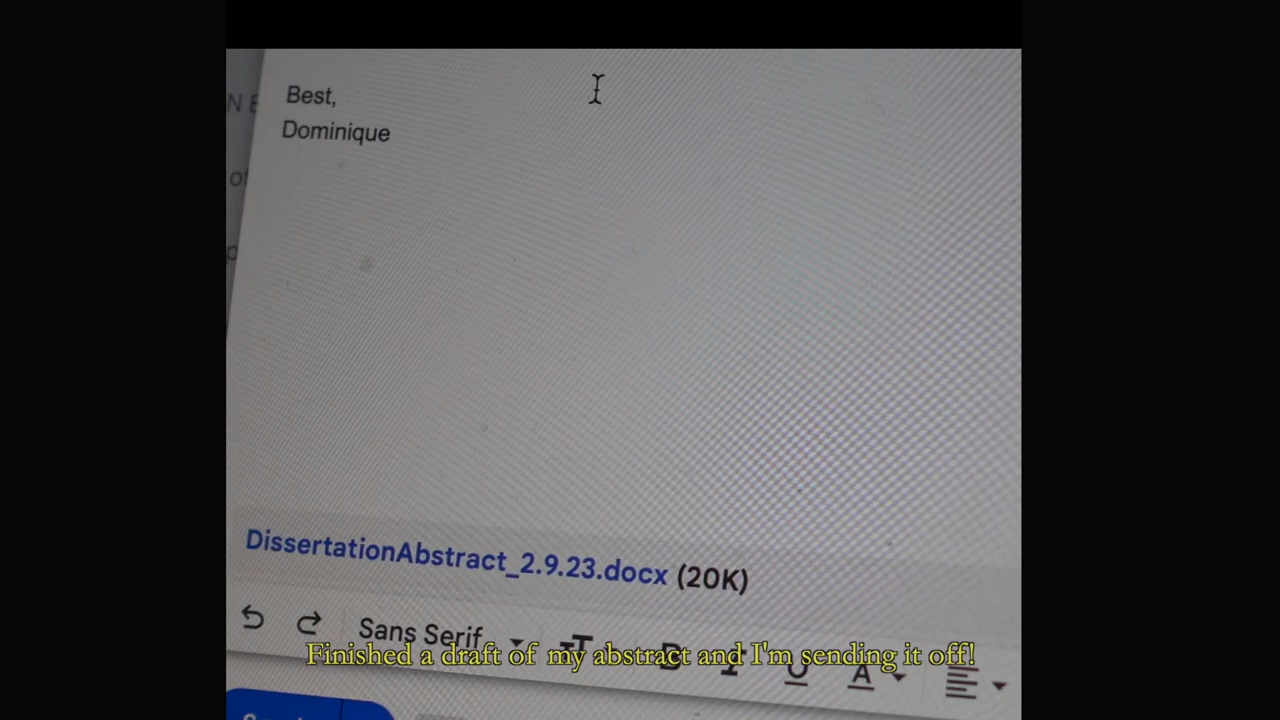 Best,
Dominique
DissertationAbstract_2.9.23.docx (20K)
Sans Serif
Finished a draft of my abstract and I'm sending it off!